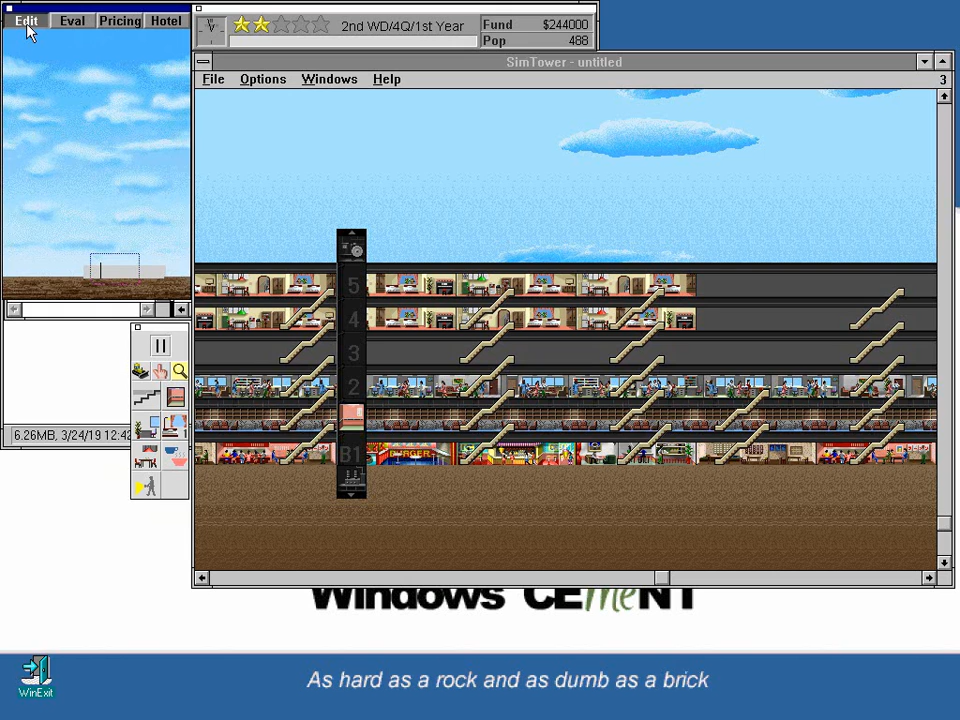 Edit Eval Pricing Hotel
2nd WD/4Q/1st Year
Fund $244000
Pop 488
SimTower - untitled
File Options Windows Help 3
5
4
3
2
B1
BURGER
6.26MB, 3/24/19 12:42
Windows CEmeNT
As hard as a rock and as dumb as a brick
WinExit